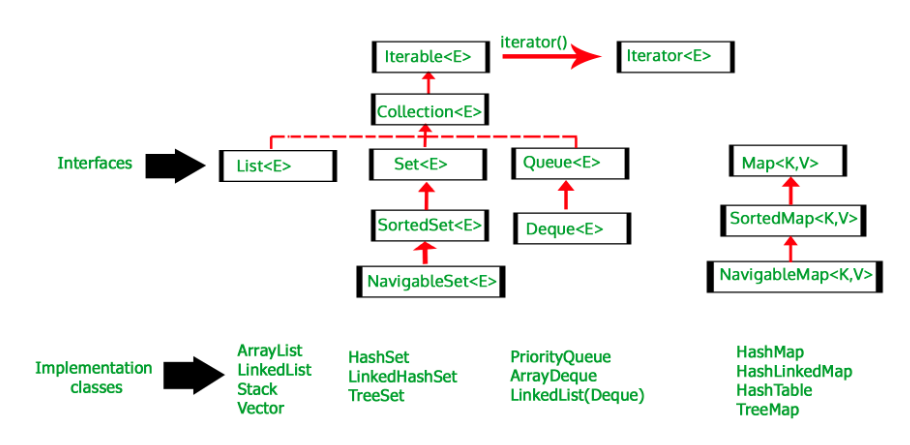 iterator()
Iterable<E>
Iterator<E>
Collection<E>
Interfaces
List<E>
Set<E>
Queue<E>
Map<K,V>
SortedSet<E>
Deque<E>
SortedMap<K,V>
NavigableSet<E>
NavigableMap<K,V>
Implementation
classes
ArrayList
LinkedList
Stack
Vector
HashSet
LinkedHashSet
TreeSet
PriorityQueue
ArrayDeque
LinkedList(Deque)
HashMap
HashLinkedMap
HashTable
TreeMap